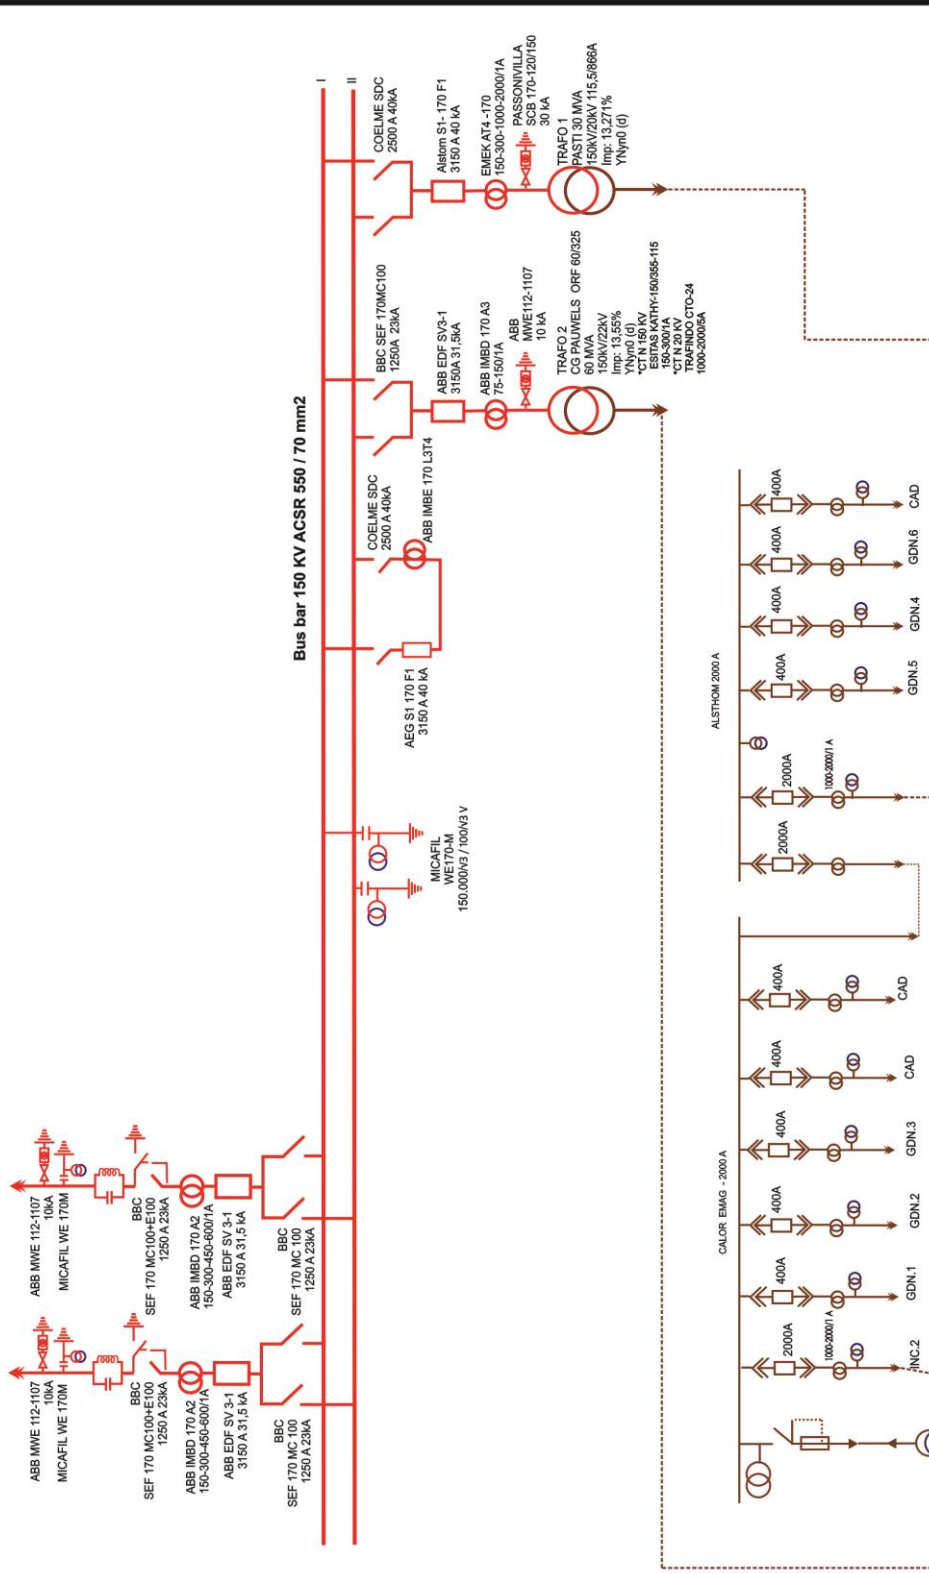 Bus bar 150 KV ACSR 550 / 70 mm2
I
II
ABB MWE 112-1107
10kA
MICAFIL WE 170M
BBC
SEF 170 MC100+E100
1250 A 23kA
ABB IMBD 170 A2
150-300-450-600/1A
ABB EDF SV 3-1
3150 A 31,5 kA
BBC
SEF 170 MC 100
1250 A 23kA
ABB MWE 112-1107
10kA
MICAFIL WE 170M
BBC
SEF 170 MC100+E100
1250 A 23kA
ABB IMBD 170 A2
150-300-450-600/1A
ABB EDF SV 3-1
3150 A 31,5 kA
BBC
SEF 170 MC 100
1250 A 23kA
MICAFIL
WE170-M
150.000/√3 / 100/√3 V
AEG S1 170 F1
3150 A 40 kA
COELME SDC
2500 A 40kA
ABB IMBE 170 L3T4
BBC SEF 170MC100
1250A 23kA
ABB EDF SV3-1
3150A 31,5kA
ABB IMBD 170 A3
75-150/1A
ABB
MWE112-1107
10 kA
TRAFO 2
CG PAUWELS ORF 60/325
60 MVA
150KV/22kV
Imp: 13,55%
YNyn0 (d)
*CT N 150 KV
ESITAS KATHY-150/355-115
150-300/1A
*CT N 20 KV
TRAFINDO CTO-24
1000-2000/5A
COELME SDC
2500 A 40kA
Alstom S1- 170 F1
3150 A 40 kA
EMEK AT4 -170
150-300-1000-2000/1A
PASSONIVILLA
SCB 170-120/150
30 kA
TRAFO 1
PASTI 30 MVA
150kV/20kV 115,5/866A
Imp: 13,271%
YNyn0 (d)
CALOR EMAG - 2000 A
2000A
1000-2000/1 A
INC.2
400A
GDN.1
400A
GDN.2
400A
GDN.3
400A
CAD
400A
CAD
ALSTHOM 2000 A
2000A
2000A
1000-2000/1 A
400A
GDN.5
400A
GDN.4
400A
GDN.6
400A
CAD